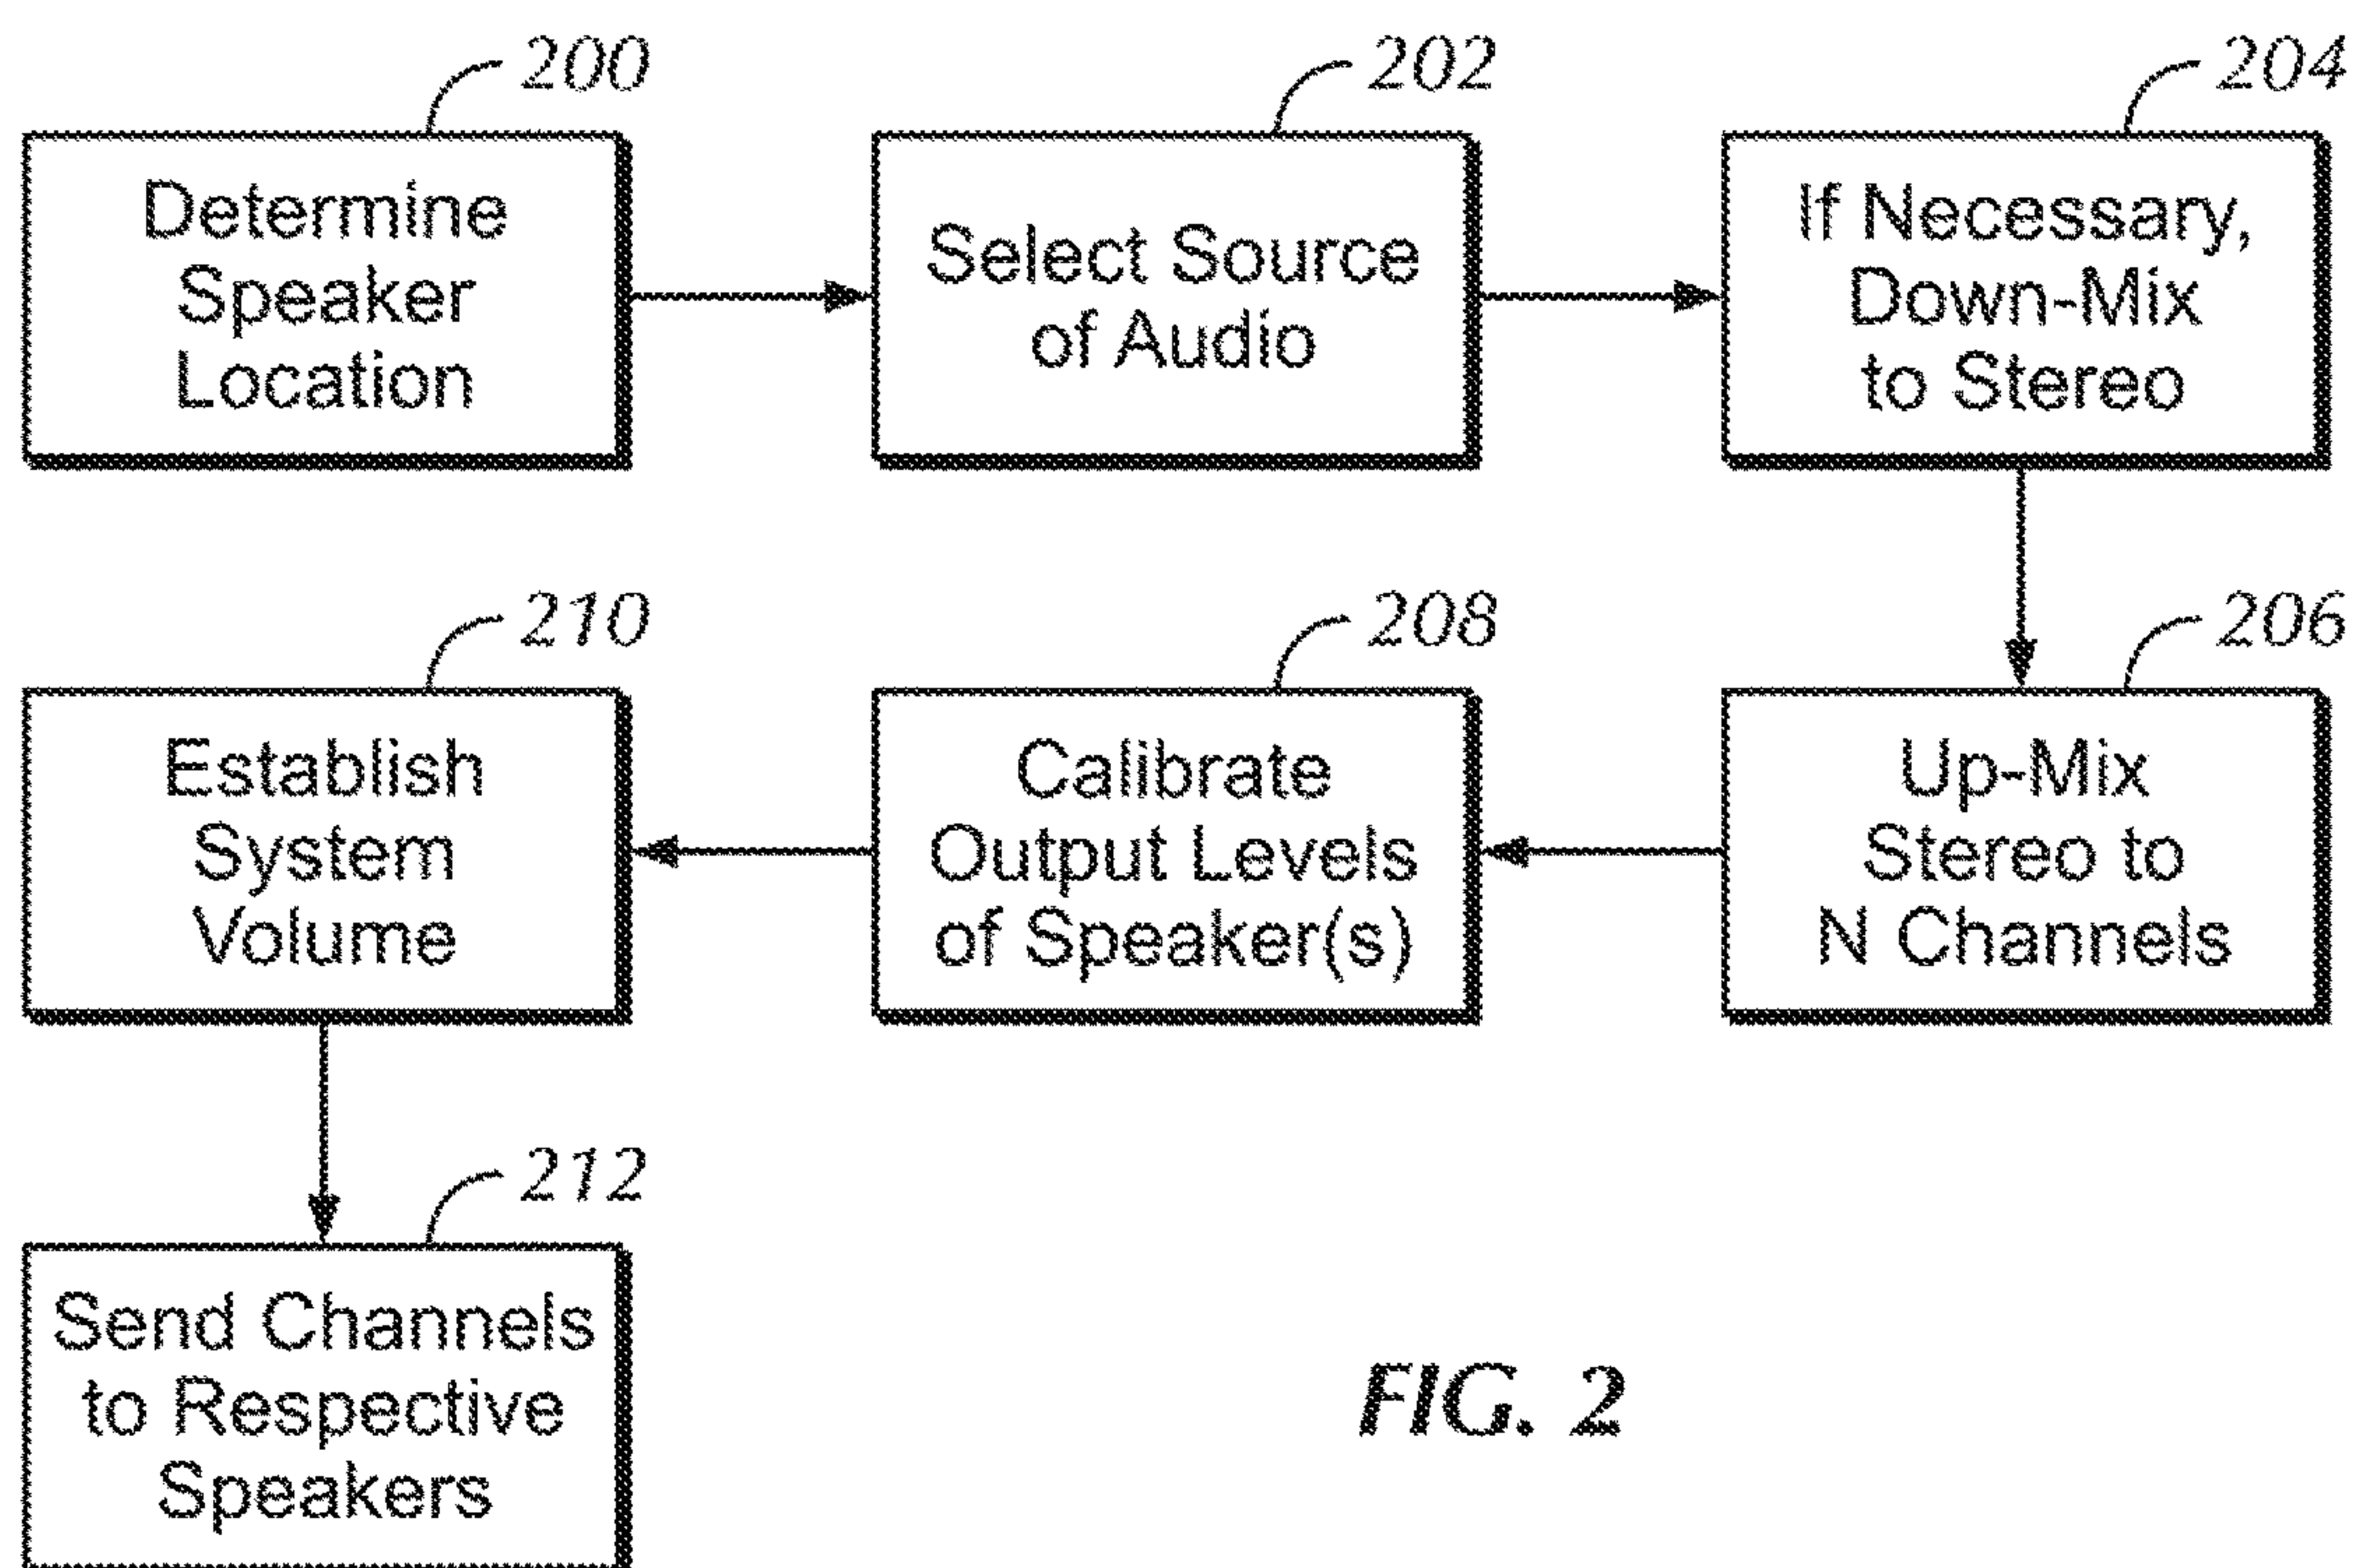 200
Determine
Speaker
Location
202
Select Source
of Audio
204
If Necessary,
Down-Mix
to Stereo
206
Up-Mix
Stereo to
N Channels
208
Calibrate
Output Levels
of Speaker(s)
210
Establish
System
Volume
212
Send Channels
to Respective
Speakers
FIG. 2